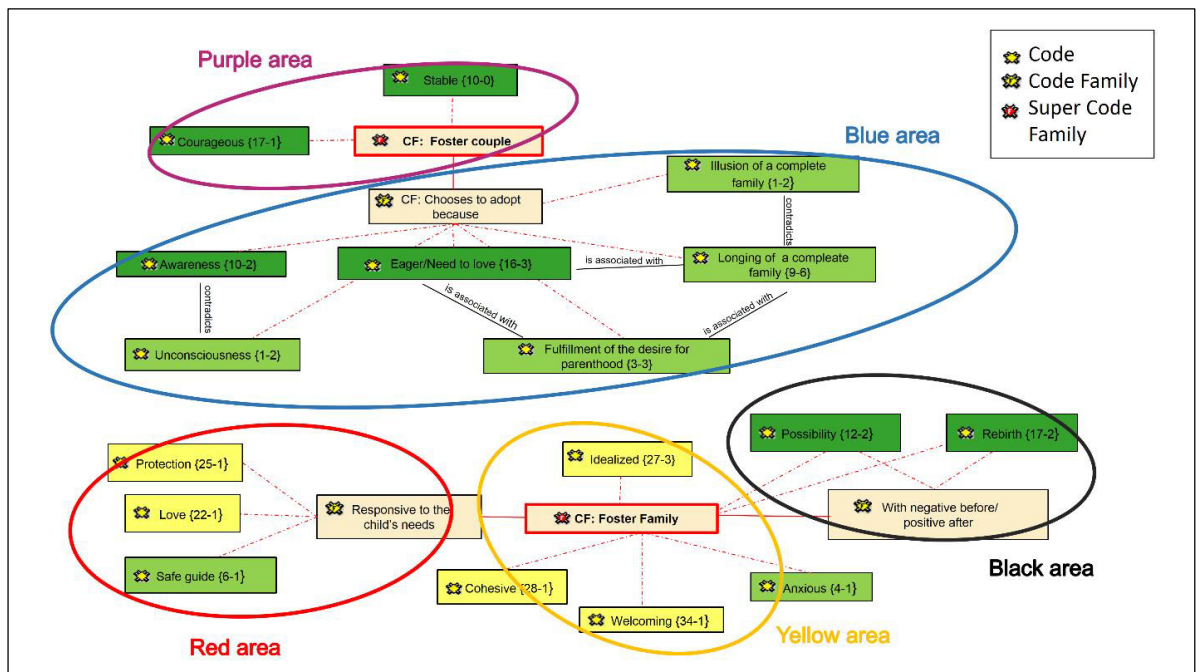 Purple area
Stable {10-0}
Code
Code Family
Super Code
Family
Courageous {17-1}
CF: Foster couple
Blue area
Illusion of a complete
family {1-2}
CF: Chooses to adopt
because
contradicts
Awareness {10-2}
Eager/Need to love {16-3}
is associated with
Longing of a compleate
family {9-6}
contradicts
is associated with
is associated with
Unconsciousness {1-2}
Fulfillment of the desire for
parenthood {3-3}
Possibility {12-2}
Rebirth {17-2}
Protection {25-1}
Idealized {27-3}
Love {22-1}
Responsive to the
child's needs
CF: Foster Family
With negative before/
positive after
Safe guide {6-1}
Cohesive {28-1}
Anxious {4-1}
Black area
Welcoming {34-1}
Red area
Yellow area